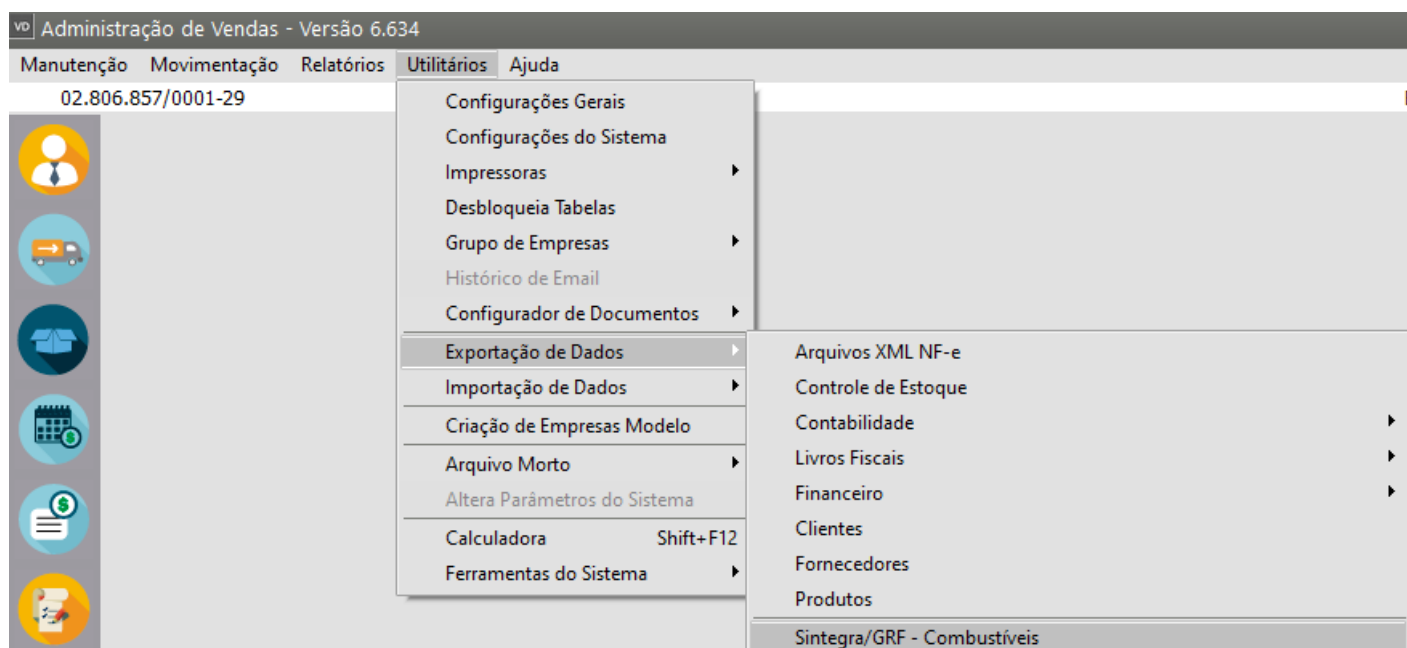 VD Administração de Vendas - Versão 6.634
Manutenção Movimentação Relatórios Utilitários Ajuda
02.806.857/0001-29
Configurações Gerais
Configurações do Sistema
Impressoras
Desbloqueia Tabelas
Grupo de Empresas
Histórico de Email
Configurador de Documentos
Exportação de Dados
Importação de Dados
Criação de Empresas Modelo
Arquivo Morto
Altera Parâmetros do Sistema
Calculadora Shift+F12
Ferramentas do Sistema
Arquivos XML NF-e
Controle de Estoque
Contabilidade
Livros Fiscais
Financeiro
Clientes
Fornecedores
Produtos
Sintegra/GRF - Combustíveis